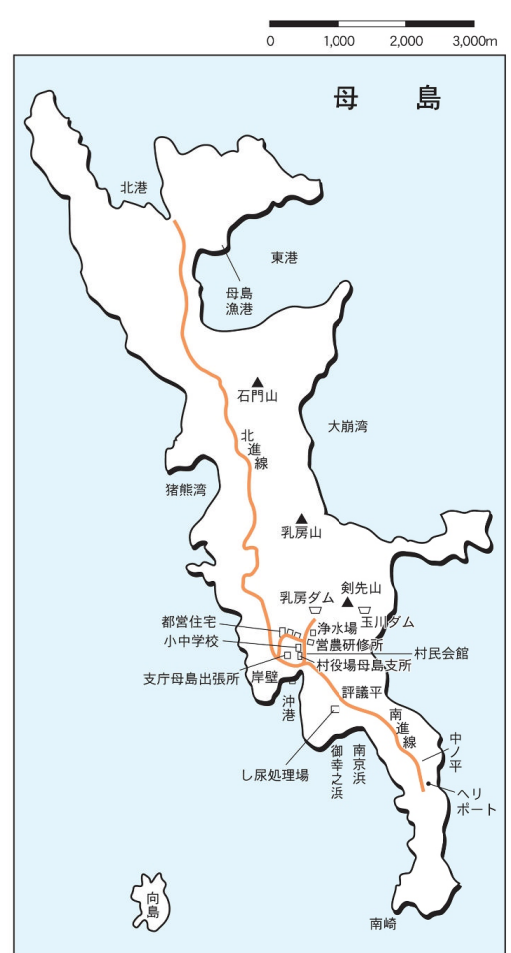 0 1,000 2,000 3,000m
母 島
北港
東港
母島
漁港
石門山
大崩湾
北進線
猪熊湾
乳房山
剣先山
乳房ダム
都営住宅
浄水場
玉川ダム
小中学校
営農研修所
村民会館
村役場母島支所
支庁母島出張所
岸壁
沖港
評議平
南進線
中ノ平
し尿処理場
御幸之浜
南京浜
ヘリ
ポート
向島
南崎